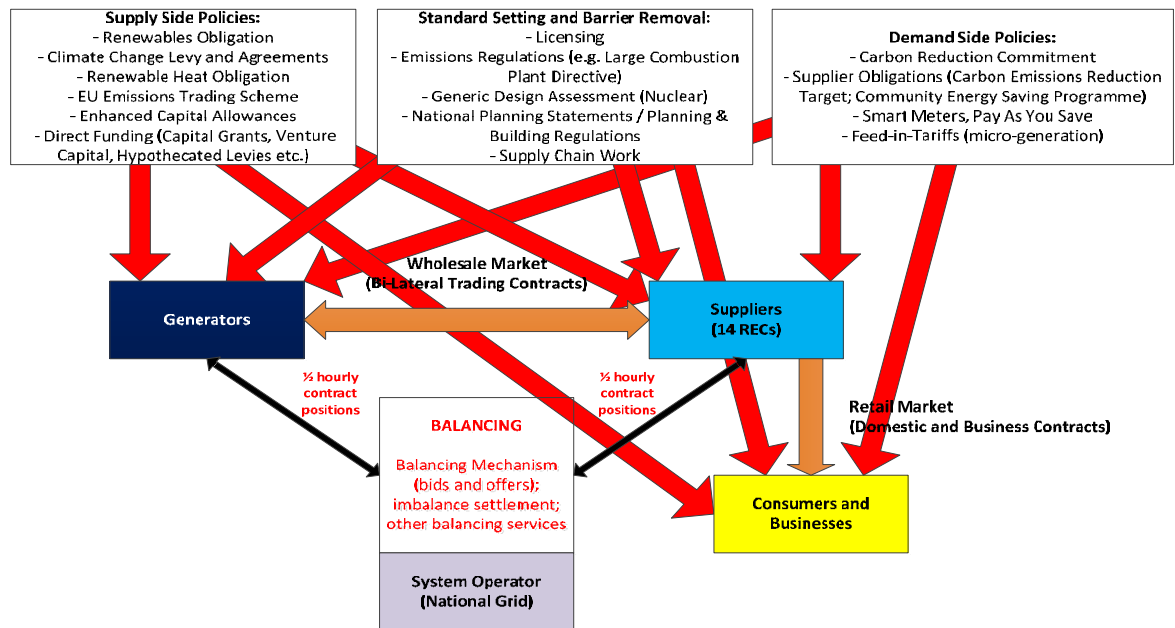 Supply Side Policies:
- Renewables Obligation
- Climate Change Levy and Agreements
- Renewable Heat Obligation
- EU Emissions Trading Scheme
- Enhanced Capital Allowances
- Direct Funding (Capital Grants, Venture
Capital, Hypothecated Levies etc.)
Standard Setting and Barrier Removal:
- Licensing
- Emissions Regulations (e.g. Large Combustion
Plant Directive)
- Generic Design Assessment (Nuclear)
- National Planning Statements / Planning &
Building Regulations
- Supply Chain Work
Demand Side Policies:
- Carbon Reduction Commitment
- Supplier Obligations (Carbon Emissions Reduction
Target; Community Energy Saving Programme)
- Smart Meters, Pay As You Save
- Feed-in-Tariffs (micro-generation)
Wholesale Market
(Bi-Lateral Trading Contracts)
Generators
Suppliers
(14 RECs)
½ hourly
contract
positions
½ hourly
contract
positions
Retail Market
(Domestic and Business Contracts)
BALANCING
Balancing Mechanism
(bids and offers);
imbalance settlement;
other balancing services
Consumers and
Businesses
System Operator
(National Grid)